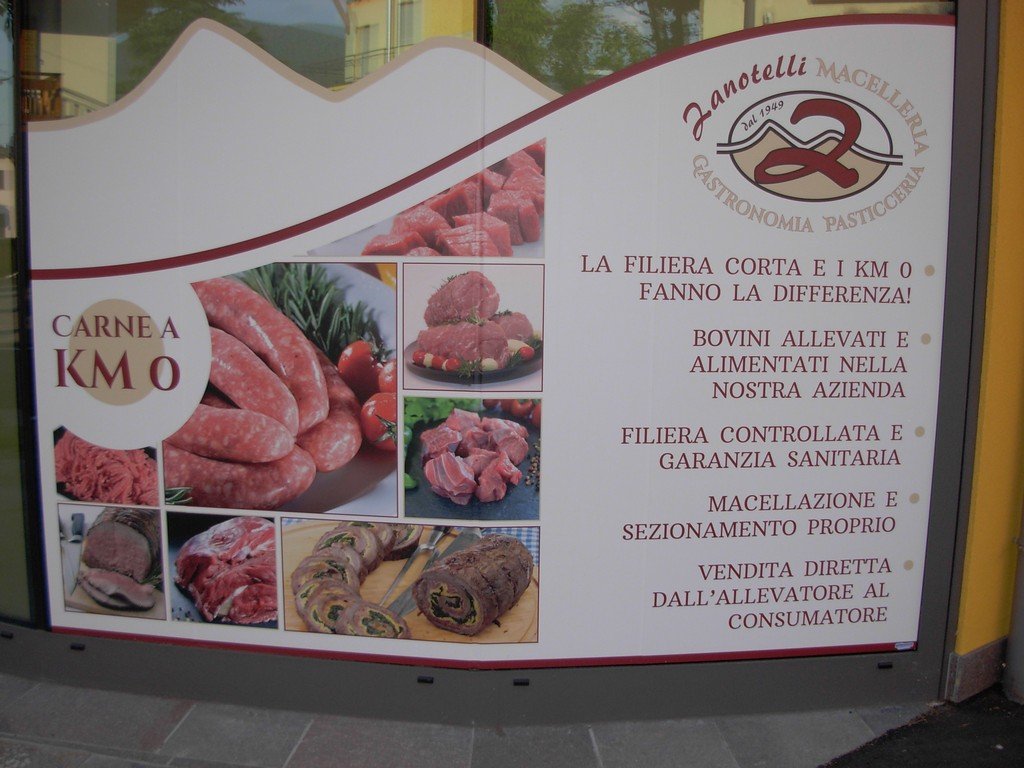 Zanotelli Macelleria
dal 1949
2
Gastronomia Pasticceria
LA FILIERA CORTA E I KM 0
FANNO LA DIFFERENZA!
CARNE A
KM 0
BOVINI ALLEVATI E
ALIMENTATI NELLA
NOSTRA AZIENDA
FILIERA CONTROLLATA E
GARANZIA SANITARIA
MACELLAZIONE E
SEZIONAMENTO PROPRIO
VENDITA DIRETTA
DALL'ALLEVATORE AL
CONSUMATORE